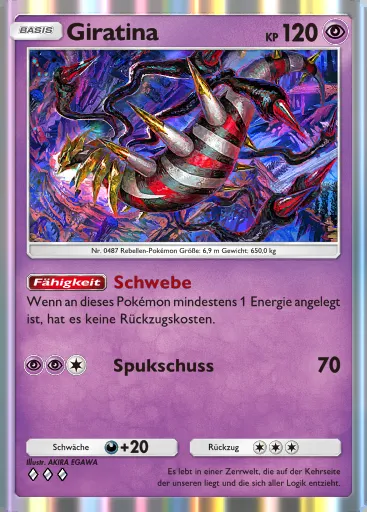 BASIS Giratina KP 120
Nr. 0487 Rebellen-Pokémon Größe: 6,9 m Gewicht: 650,0 kg
Fähigkeit Schwebe
Wenn an dieses Pokémon mindestens 1 Energie angelegt
ist, hat es keine Rückzugskosten.
Spukschuss 70
Schwäche +20 Rückzug
Illustr. AKIRA EGAWA
Es lebt in einer Zerrwelt, die auf der Kehrseite
der unseren liegt und die sich aller Logik entzieht.